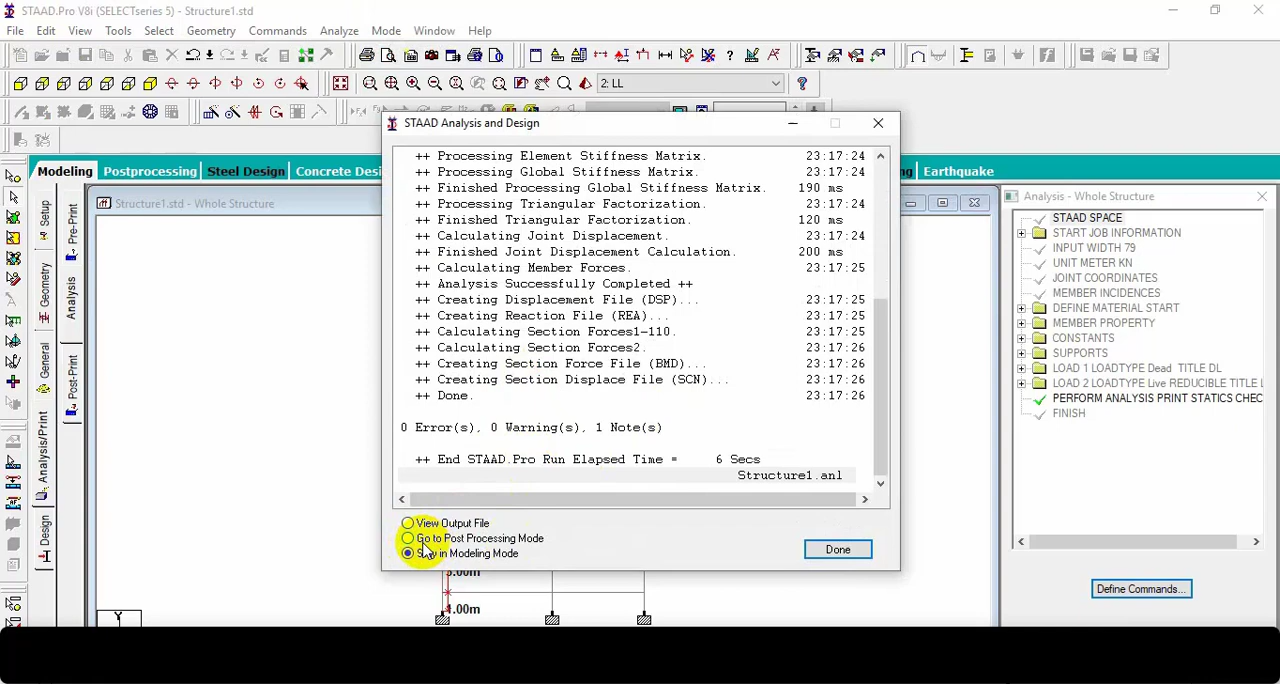 STAAD.Pro V8i (SELECTseries 5) - Structure1.std
File Edit View Tools Select Geometry Commands Analyze Mode Window Help
2: LL
STAAD Analysis and Design
Modeling Postprocessing Steel Design Concrete Des Earthquake
Structure1.std - Whole Structure
Analysis - Whole Structure
Setup
Geometry
General
Analysis/Print
Design
Pre-Print
Analysis
Post-Print
++ Processing Element Stiffness Matrix. 23:17:24
++ Processing Global Stiffness Matrix. 23:17:24
++ Finished Processing Global Stiffness Matrix. 190 ms
++ Processing Triangular Factorization. 23:17:24
++ Finished Triangular Factorization. 120 ms
++ Calculating Joint Displacement. 23:17:24
++ Finished Joint Displacement Calculation. 200 ms
++ Calculating Member Forces. 23:17:25
++ Analysis Successfully Completed ++
++ Creating Displacement File (DSP)... 23:17:25
++ Creating Reaction File (REA)... 23:17:25
++ Calculating Section Forces1-110. 23:17:26
++ Calculating Section Forces2. 23:17:26
++ Creating Section Force File (BMD)... 23:17:26
++ Creating Section Displace File (SCN)... 23:17:26
++ Done. 23:17:26
0 Error(s), 0 Warning(s), 1 Note(s)
++ End STAAD.Pro Run Elapsed Time = 6 Secs
Structure1.anl
View Output File
Go to Post Processing Mode
Stay in Modeling Mode
Done
STAAD SPACE
START JOB INFORMATION
INPUT WIDTH 79
UNIT METER KN
JOINT COORDINATES
MEMBER INCIDENCES
DEFINE MATERIAL START
MEMBER PROPERTY
CONSTANTS
SUPPORTS
LOAD 1 LOADTYPE Dead TITLE DL
LOAD 2 LOADTYPE Live REDUCIBLE TITLE L
PERFORM ANALYSIS PRINT STATICS CHEC
FINISH
Define Commands...
4.00m
Y